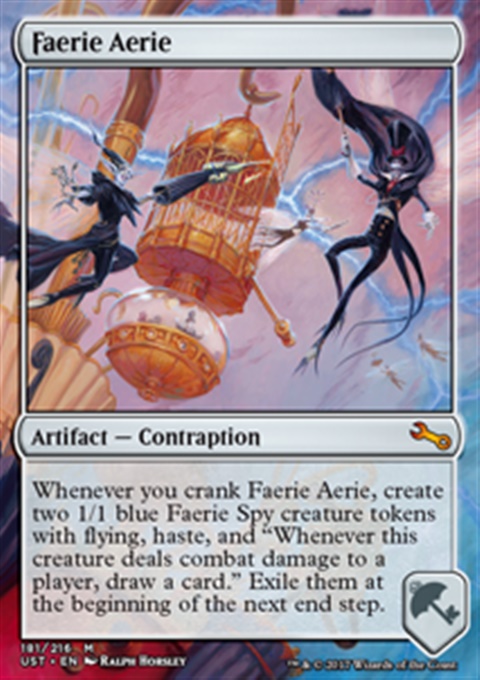 Faerie Aerie
Artifact — Contraption
Whenever you crank Faerie Aerie, create
two 1/1 blue Faerie Spy creature tokens
with flying, haste, and “Whenever this
creature deals combat damage to a
player, draw a card.” Exile them at
the beginning of the next end step.
181/216 M
UST • EN Ralph Horsley
™ & © 2017 Wizards of the Coast